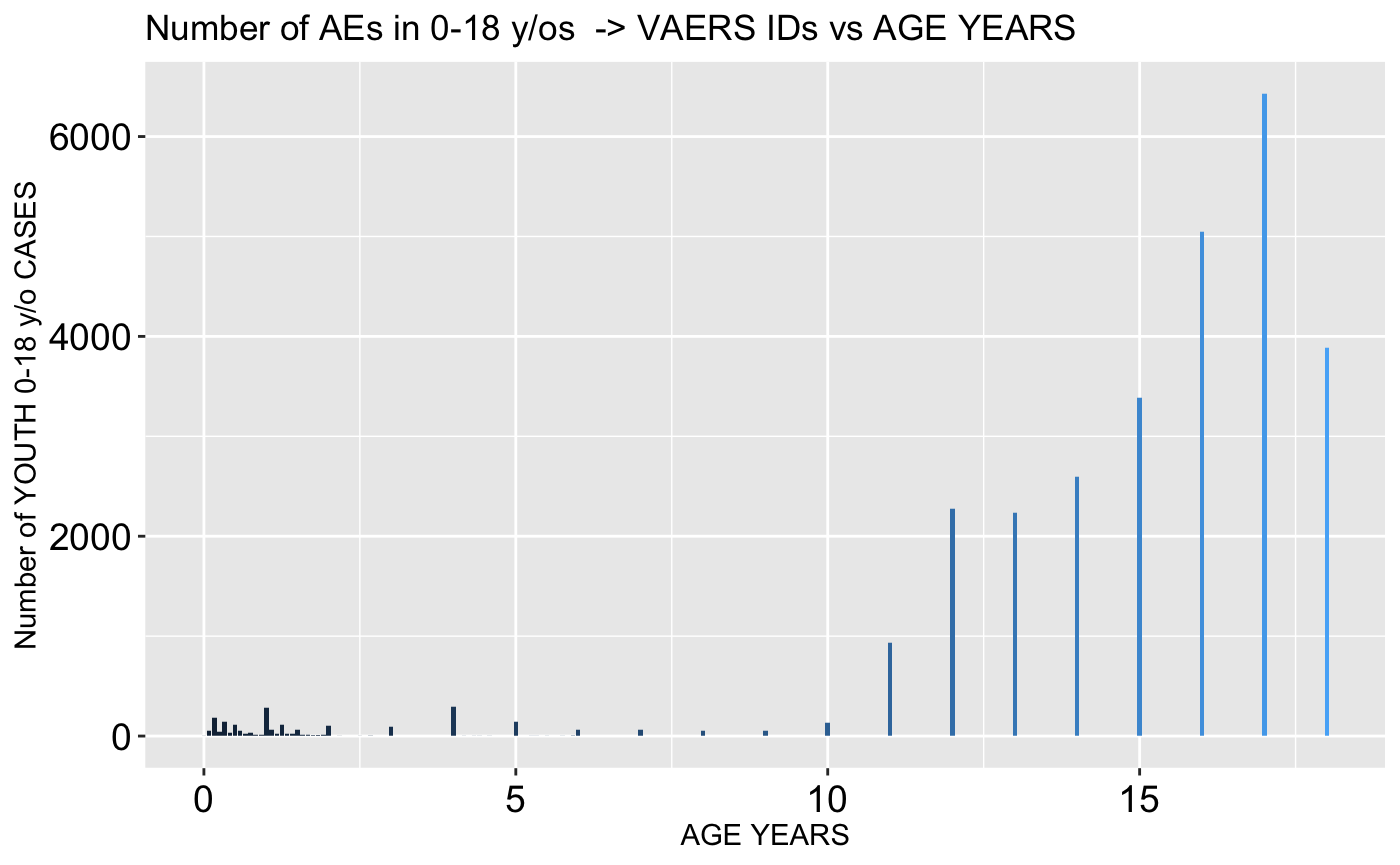 Number of AEs in 0-18 y/os  -> VAERS IDs vs AGE YEARS
Number of YOUTH 0-18 y/o CASES
6000
4000
2000
0
0 5 10 15
AGE YEARS